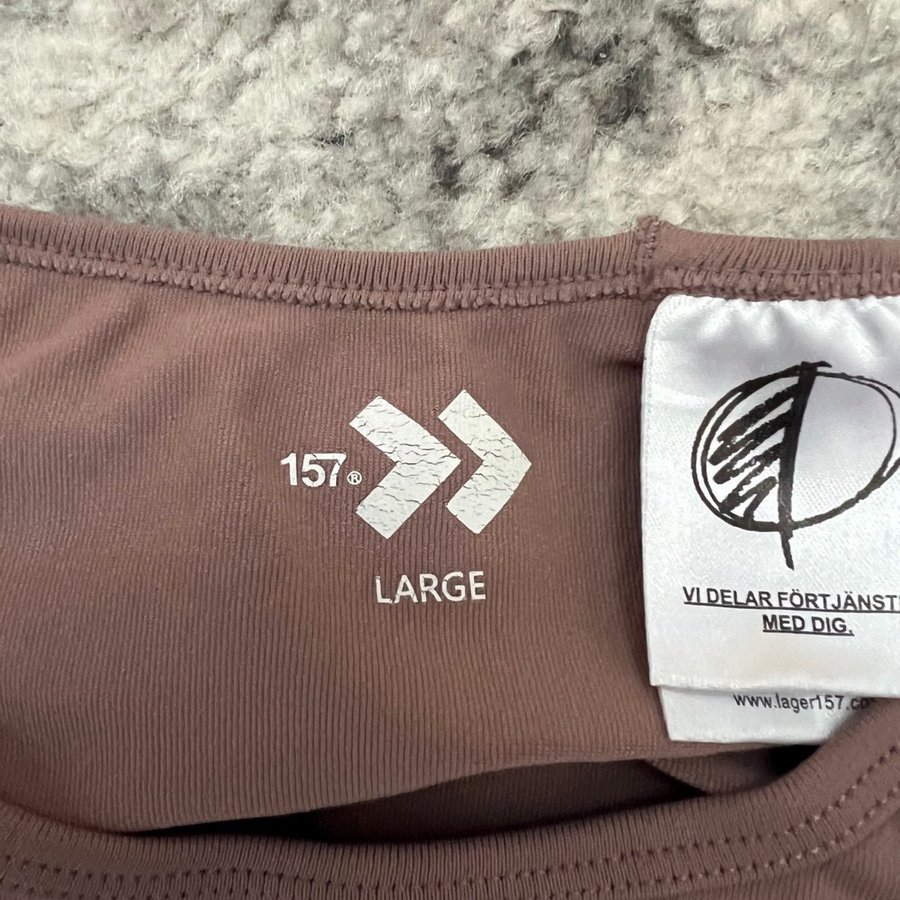 157®
LARGE
VI DELAR FÖRTJÄNST
MED DIG.
www.lager157.co